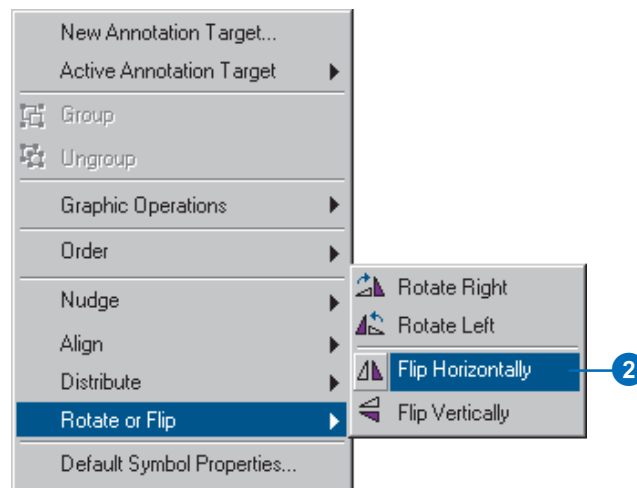 New Annotation Target...
Active Annotation Target
Group
Ungroup
Graphic Operations
Order
Nudge
Align
Distribute
Rotate or Flip
Default Symbol Properties...
Rotate Right
Rotate Left
Flip Horizontally
2
Flip Vertically